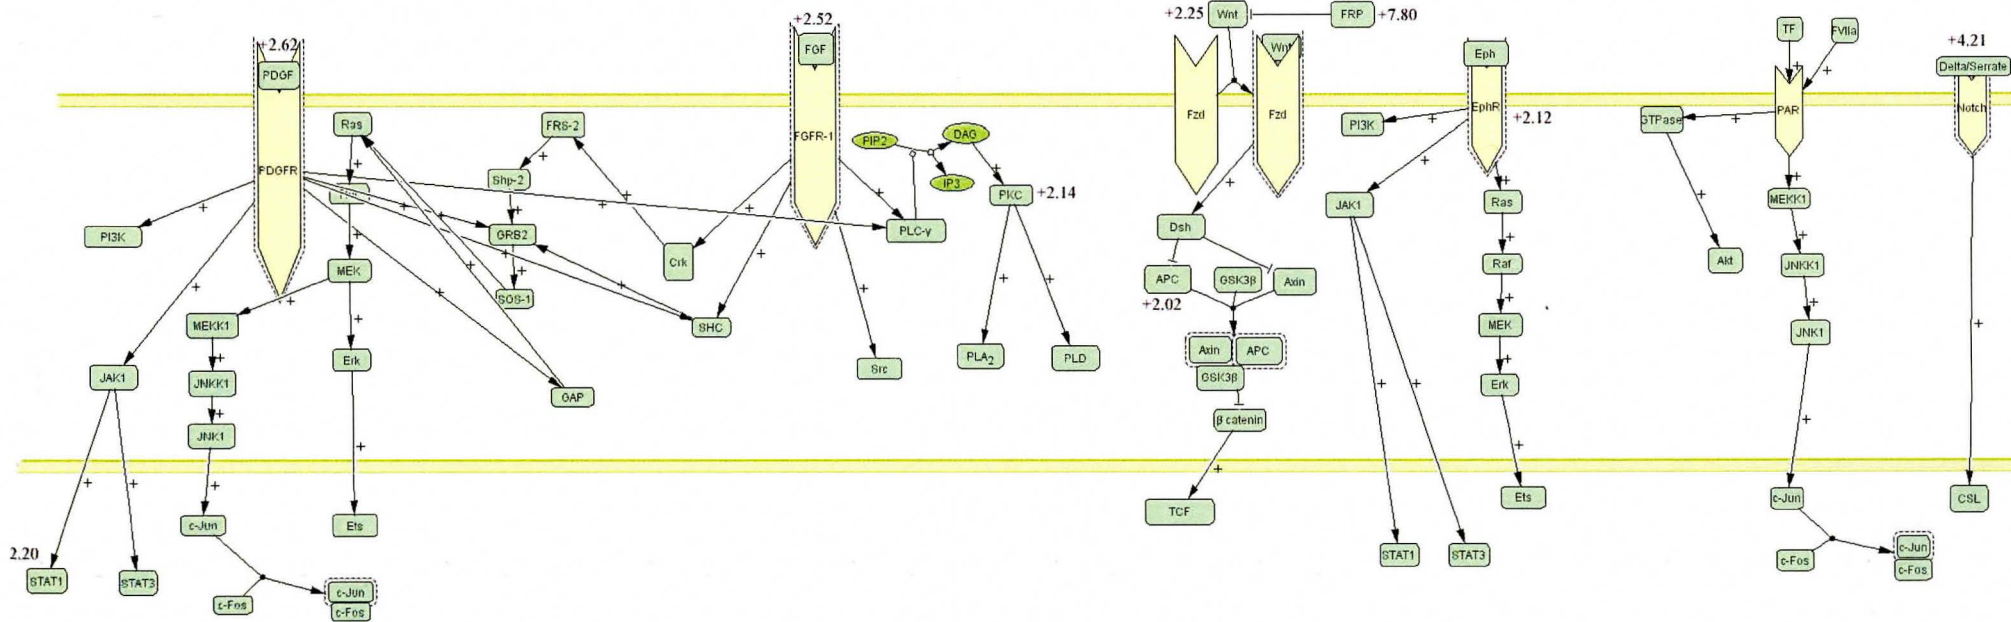 +2.62
PDGF
PDGFR
PI3K
JAK1
2.20
STAT1
STAT3
Ras
MEK
MEKK1
JNKK1
JNK1
c-Jun
c-Fos
c-Jun
c-Fos
Erk
Ets
FRS-2
Shp-2
GRB2
SOS-1
GAP
Crk
SHC
+2.52
FGF
FGFR-1
Src
PIP2
DAG
IP3
PLC-γ
PKC
+2.14
PLA2
PLD
+2.25
Wnt
FRP
+7.80
Wnt
Fzd
Fzd
Dsh
APC
+2.02
GSK3β
Axin
Axin
APC
GSK3β
β catenin
TCF
Eph
EphR
+2.12
PI3K
JAK1
STAT1
STAT3
Ras
Raf
MEK
Erk
Ets
TF
FVIIa
PAR
GTPase
Akt
MEKK1
JNKK1
JNK1
c-Jun
c-Fos
c-Jun
c-Fos
+4.21
Delta/Serrate
Notch
CSL